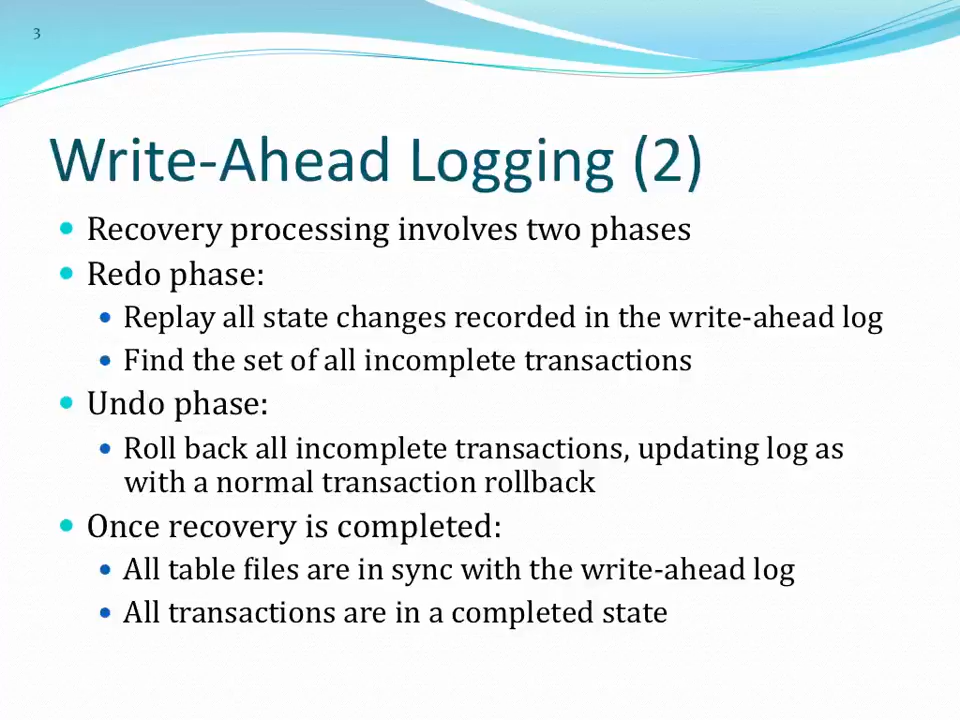 3
Write-Ahead Logging (2)
• Recovery processing involves two phases
• Redo phase:
• Replay all state changes recorded in the write-ahead log
• Find the set of all incomplete transactions
• Undo phase:
• Roll back all incomplete transactions, updating log as
with a normal transaction rollback
• Once recovery is completed:
• All table files are in sync with the write-ahead log
• All transactions are in a completed state